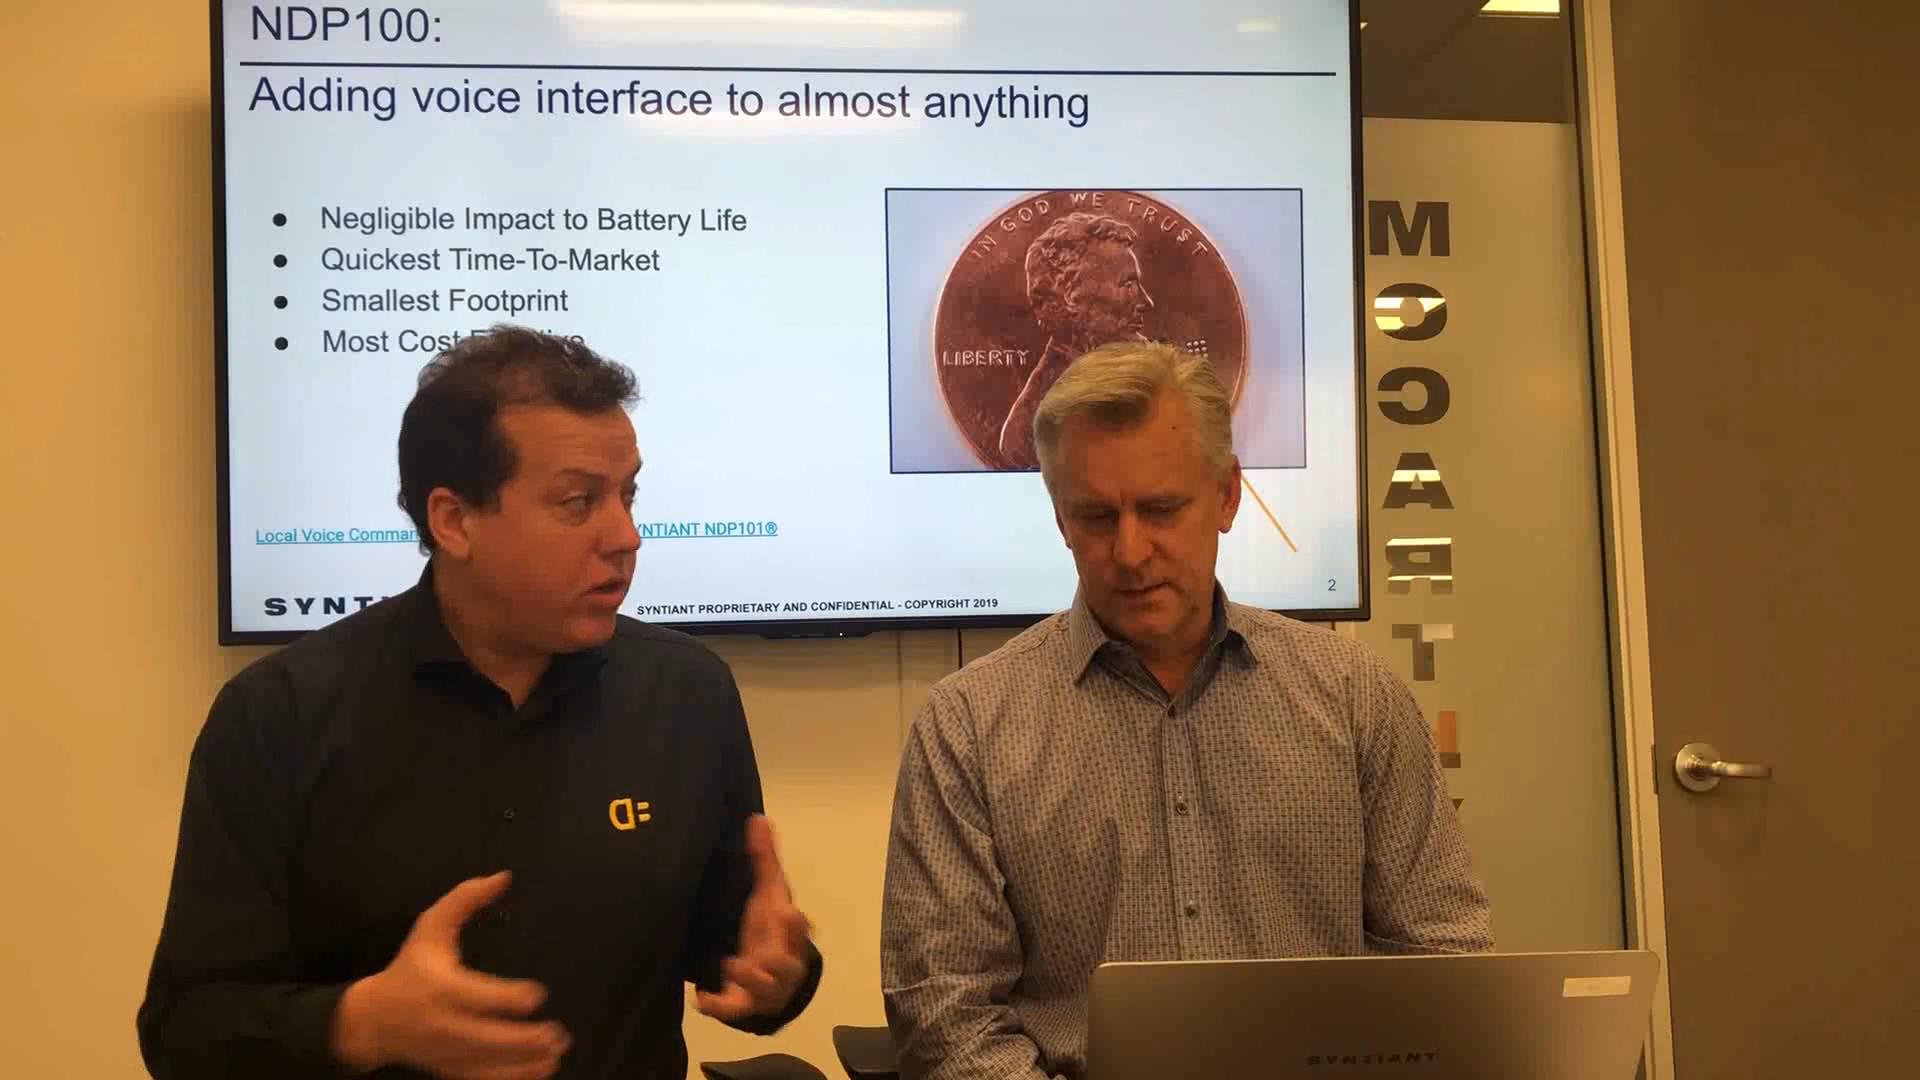 NDP100:
Adding voice interface to almost anything
Negligible Impact to Battery Life
Quickest Time-To-Market
Smallest Footprint
Most Cost
IN GOD WE TRUST
LIBERTY
Local Voice
NTIANT NDP101®
SYNT
SYNTIANT PROPRIETARY AND CONFIDENTIAL - COPYRIGHT 2019
2
MOCART
SYNTIANT